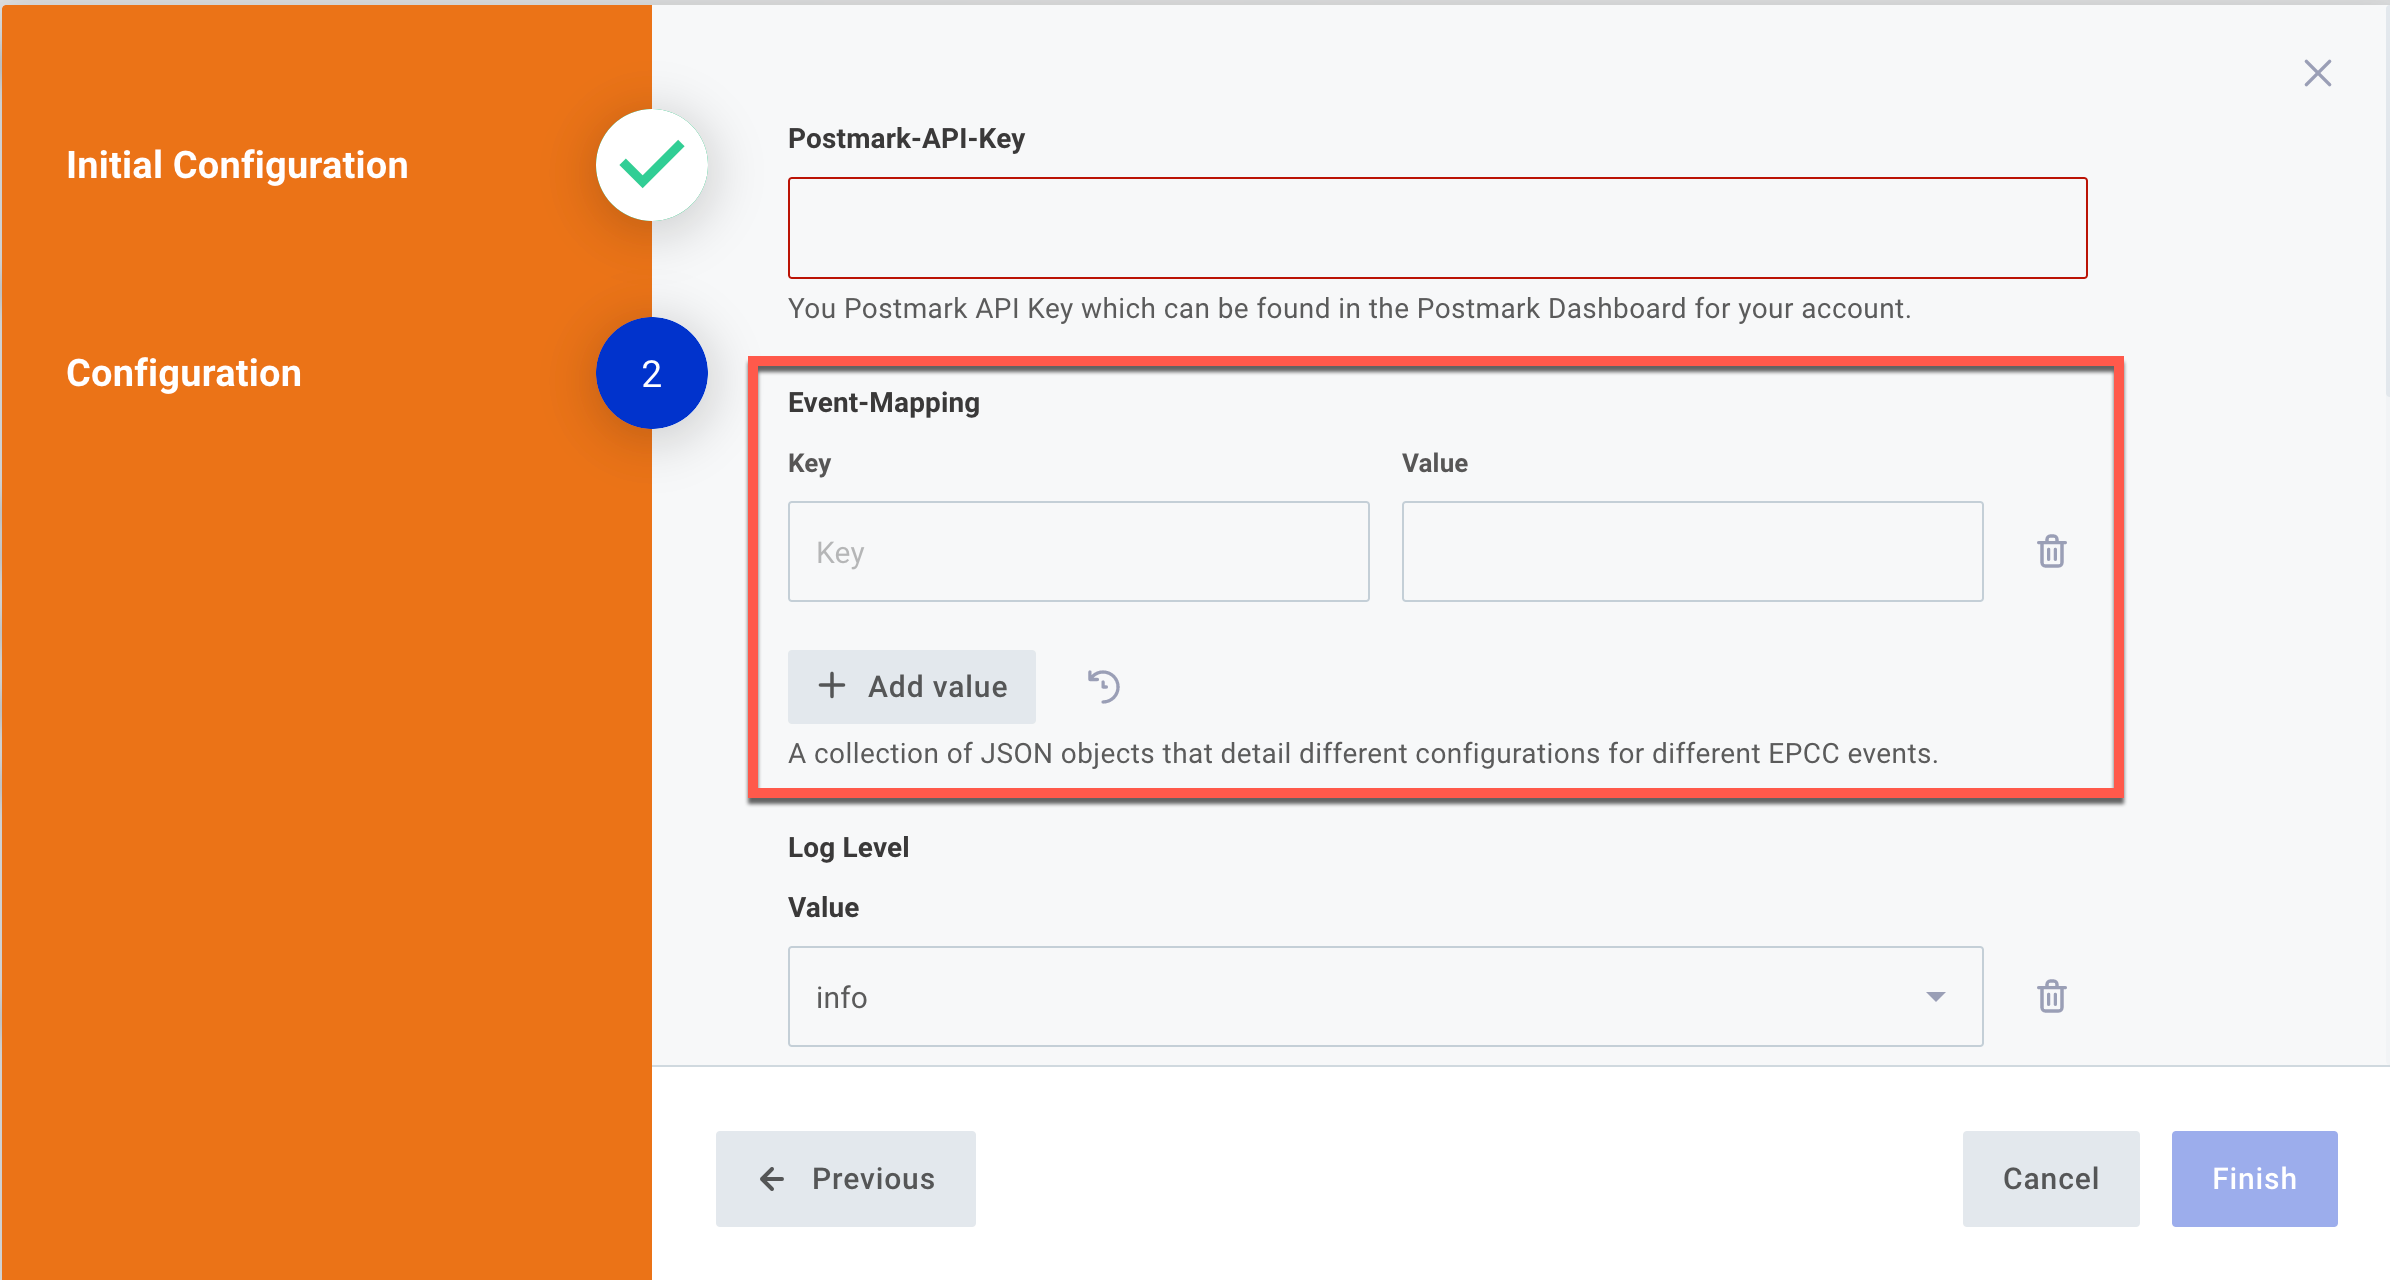 Initial Configuration
Configuration
2
Postmark-API-Key
You Postmark API Key which can be found in the Postmark Dashboard for your account.
Event-Mapping
Key Value
Key
Add value
A collection of JSON objects that detail different configurations for different EPCC events.
Log Level
Value
info
Previous Cancel Finish